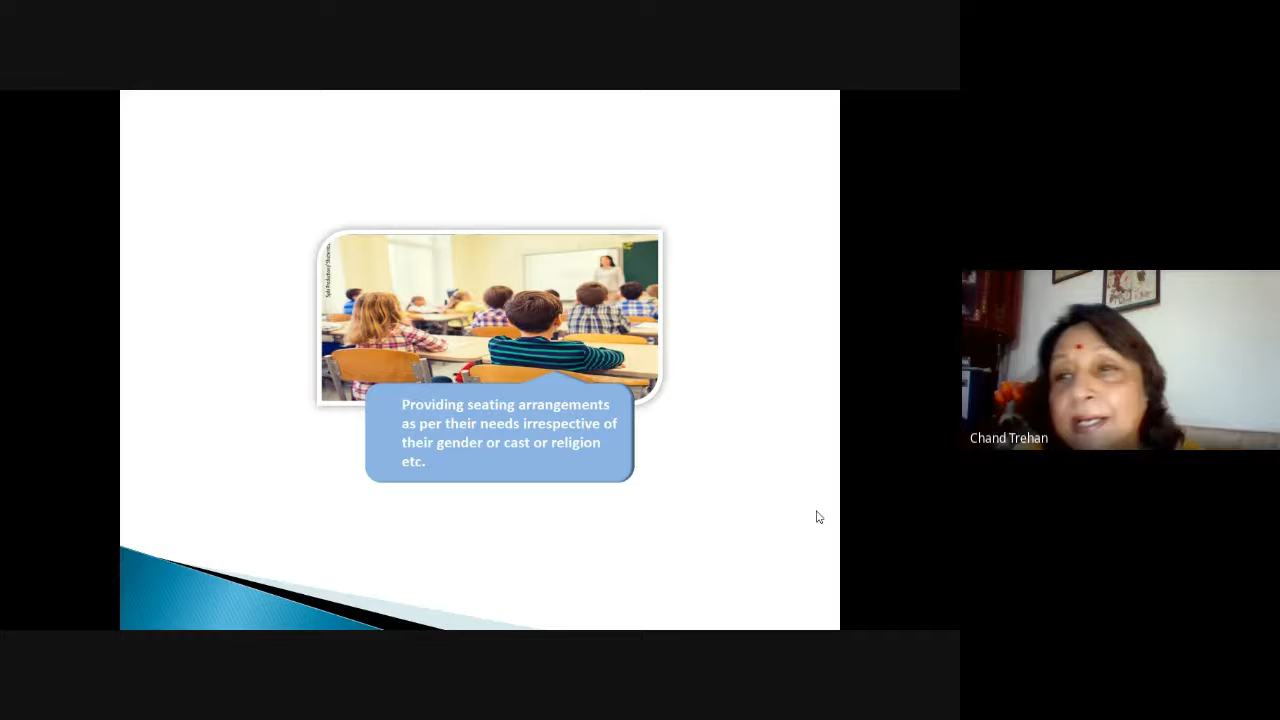 Providing seating arrangements
as per their needs irrespective of
their gender or cast or religion
etc.
Chand Trehan